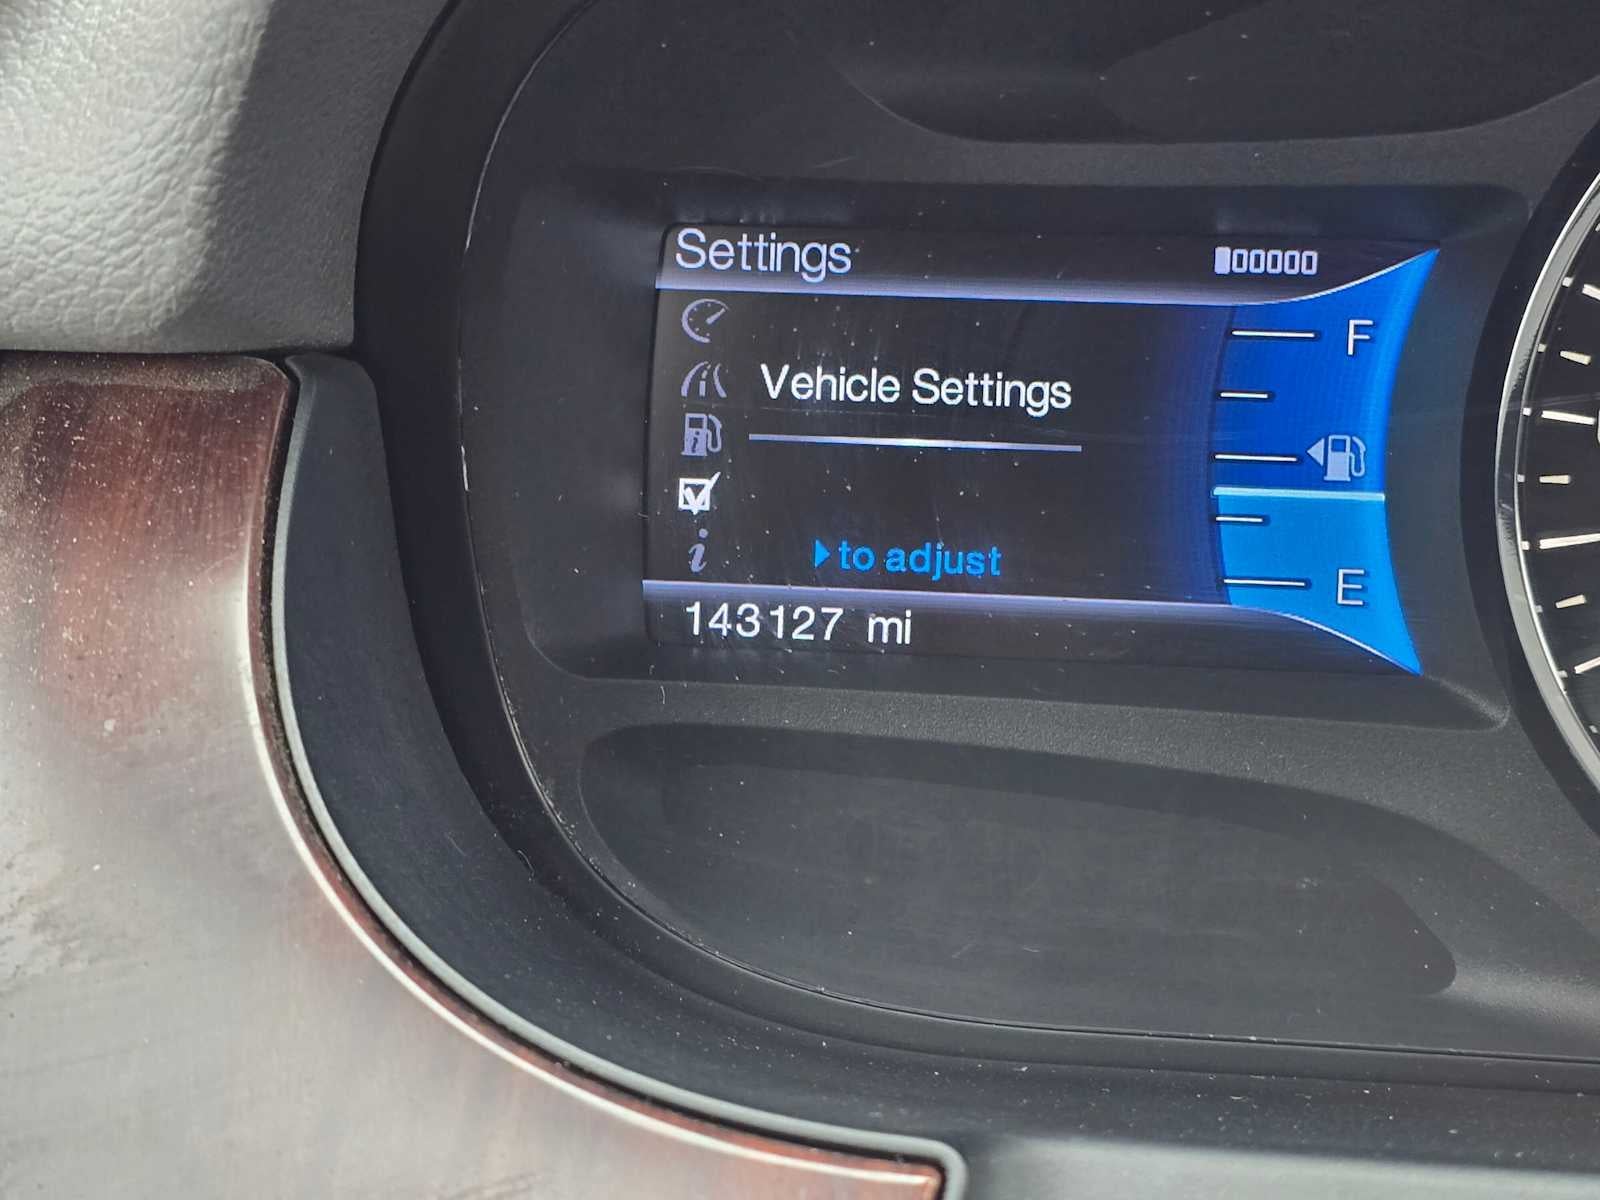 Settings
F
Vehicle Settings
to adjust
E
143127 mi